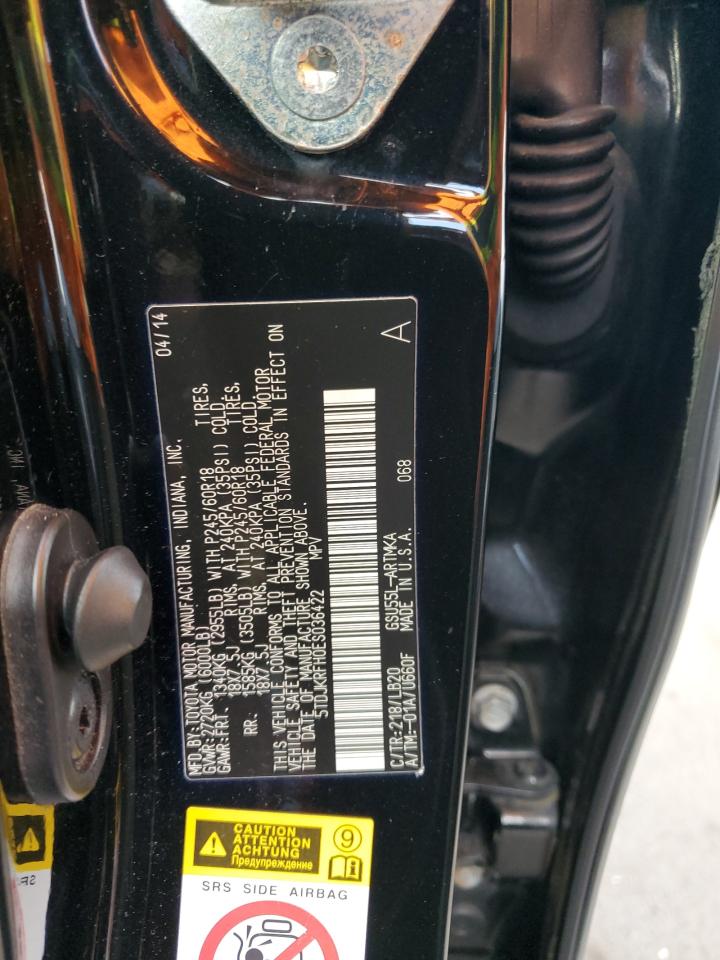 MFD.BY:TOYOTA MOTOR MANUFACTURING, INDIANA, INC. 04/14
GVWR:2720KG (6000LB)
GAWR:FRT. 1340KG (2955LB) WITH P245/60R18 TIRES,
18X7.5J RIMS, AT 240KPA (35PSI) COLD
RR. 1585KG (3505LB) WITH P245/60R18 TIRES,
18X7.5J RIMS, AT 240KPA (35PSI) COLD
THIS VEHICLE CONFORMS TO ALL APPLICABLE FEDERAL MOTOR
VEHICLE SAFETY AND THEFT PREVENTION STANDARDS IN EFFECT ON
THE DATE OF MANUFACTURE SHOWN ABOVE.
5TDJKRFH0ES036422 MPV
C/TR:218/LB20 GSU55L-ARTMKA 068 A
A/TM:-01A/U660F MADE IN U.S.A.
CAUTION
ATTENTION
ACHTUNG
Предупреждение
9
SRS SIDE AIRBAG